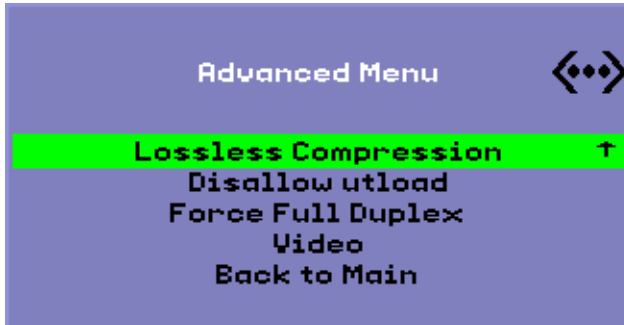 Advanced Menu
Lossless Compression ↑
Disallow utload
Force Full Duplex
Video
Back to Main